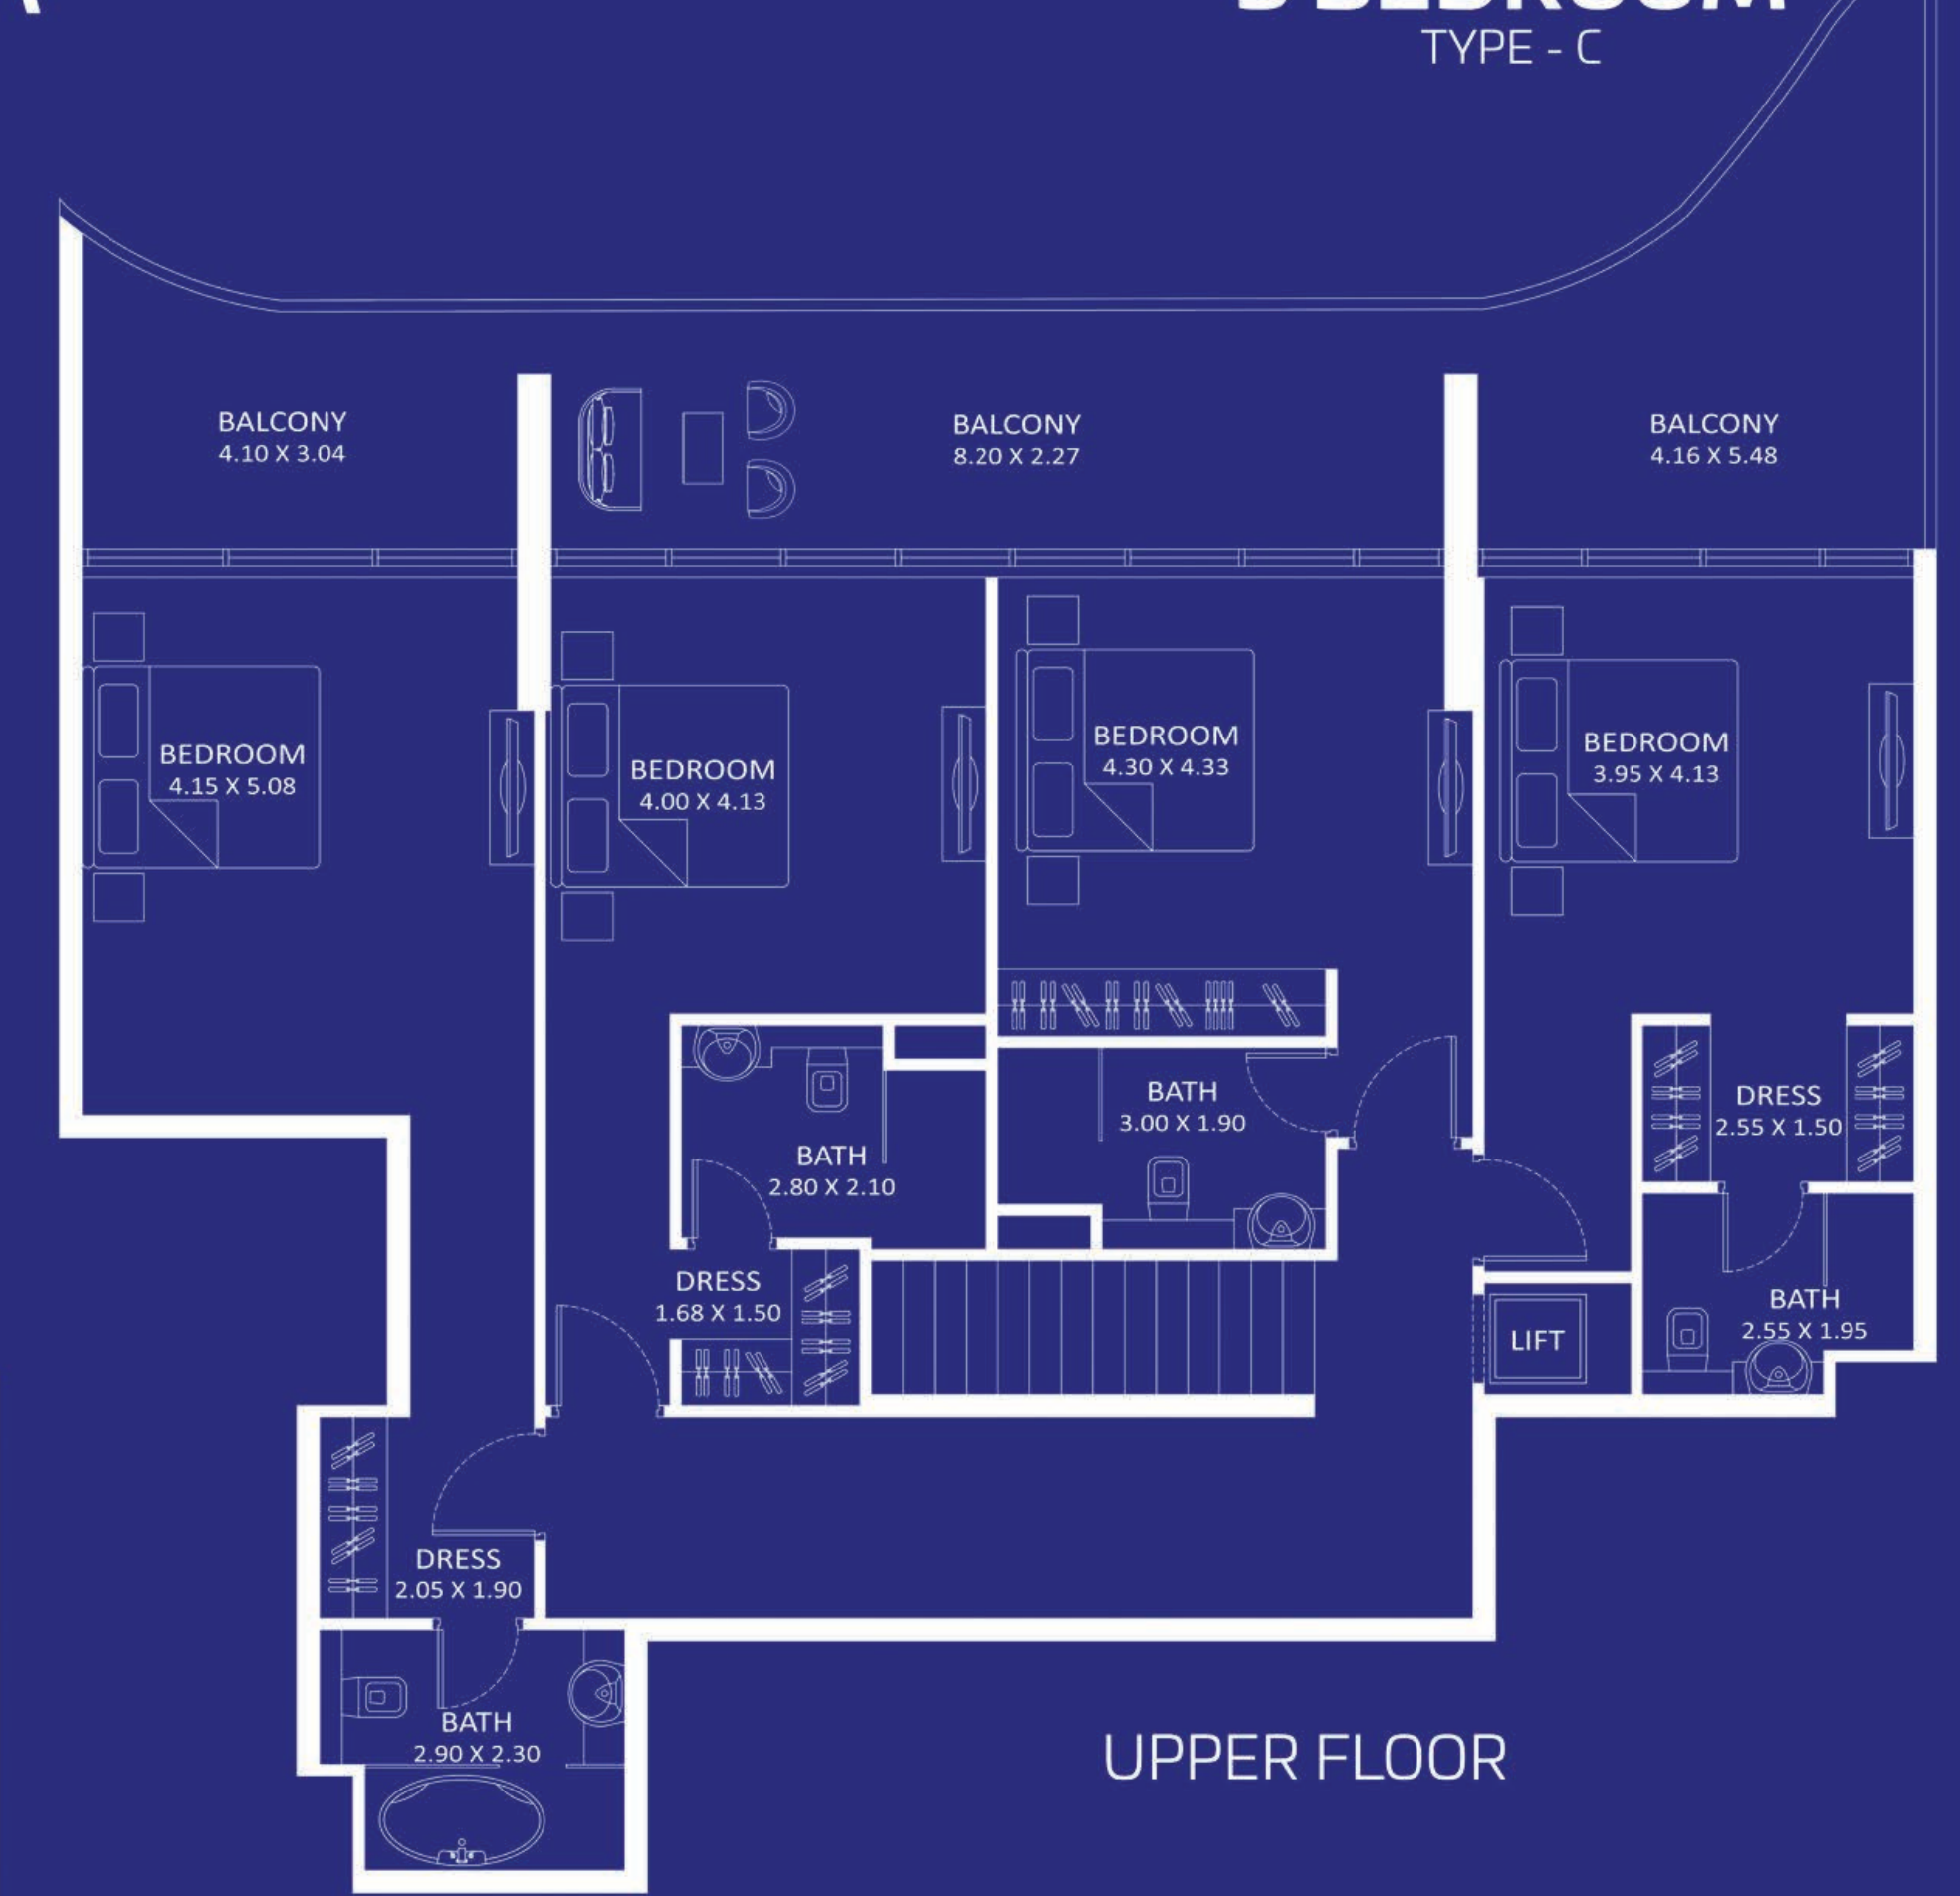 BEDROOM
TYPE - C
BALCONY
4.10 X 3.04
BALCONY
8.20 X 2.27
BALCONY
4.16 X 5.48
BEDROOM
4.15 X 5.08
BEDROOM
4.00 X 4.13
BEDROOM
4.30 X 4.33
BEDROOM
3.95 X 4.13
BATH
3.00 X 1.90
DRESS
2.55 X 1.50
BATH
2.80 X 2.10
DRESS
1.68 X 1.50
LIFT
BATH
2.55 X 1.95
DRESS
2.05 X 1.90
BATH
2.90 X 2.30
UPPER FLOOR